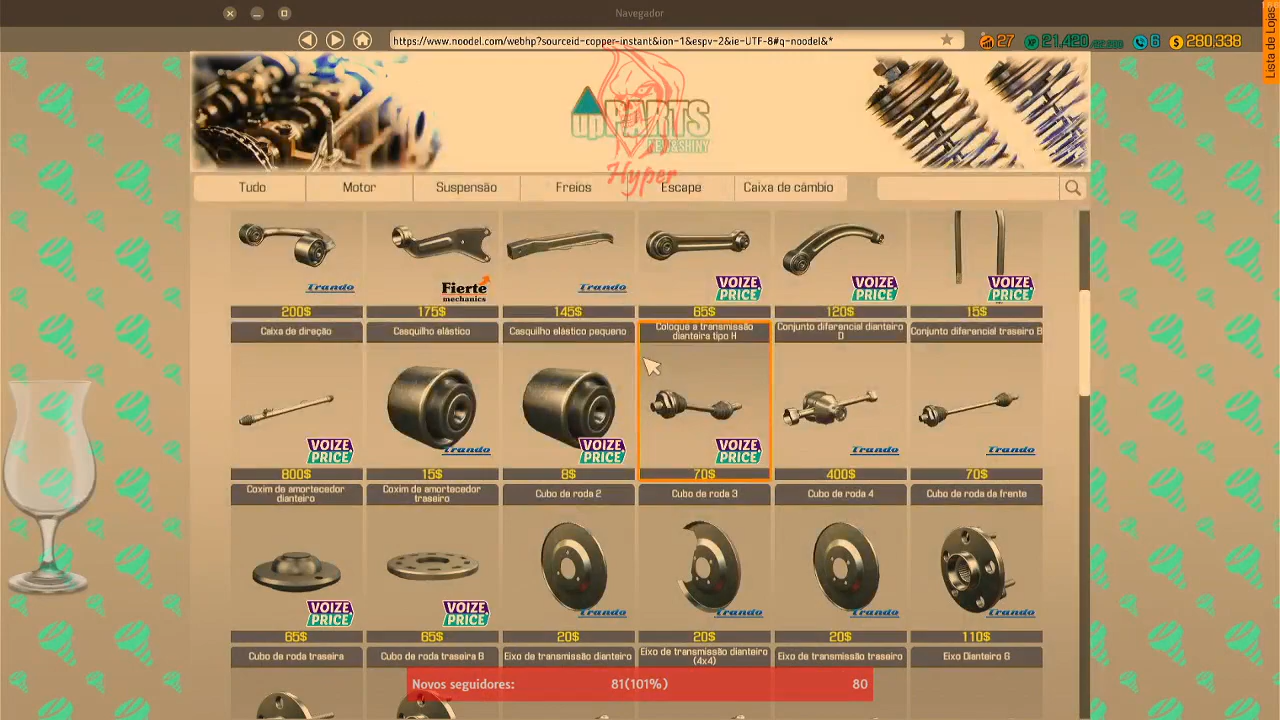 Navegador
Lista de Lojas
https://www.noodel.com/webhp?sourceid-copper-instant&ion-1&espv-2&ie-UTF-8#q-noodel&*
27
21,420
6
280,338
upPARTS
NEW&SHINY
Hyper
Tudo
Motor
Suspensão
Freios
Escape
Caixa de câmbio
Trando
Fierte mechanics
Trando
VOIZE PRICE
VOIZE PRICE
VOIZE PRICE
200$
175$
145$
65$
120$
15$
Caixa de direção
Casquilho elástico
Casquilho elástico pequeno
Coloque a transmissão
dianteira tipo H
Conjunto diferencial dianteiro
D
Conjunto diferencial traseiro B
VOIZE PRICE
Trando
VOIZE PRICE
VOIZE PRICE
Trando
Trando
800$
15$
8$
70$
400$
70$
Coxim de amortecedor
dianteiro
Coxim de amortecedor
traseiro
Cubo de roda 2
Cubo de roda 3
Cubo de roda 4
Cubo de roda da frente
VOIZE PRICE
VOIZE PRICE
Trando
Trando
Trando
Trando
65$
65$
20$
20$
20$
110$
Cubo de roda traseira
Cubo de roda traseira B
Eixo de transmissão dianteiro
Eixo de transmissão dianteiro
(4x4)
Eixo de transmissão traseiro
Eixo Dianteiro G
Novos seguidores: 81(101%) 80